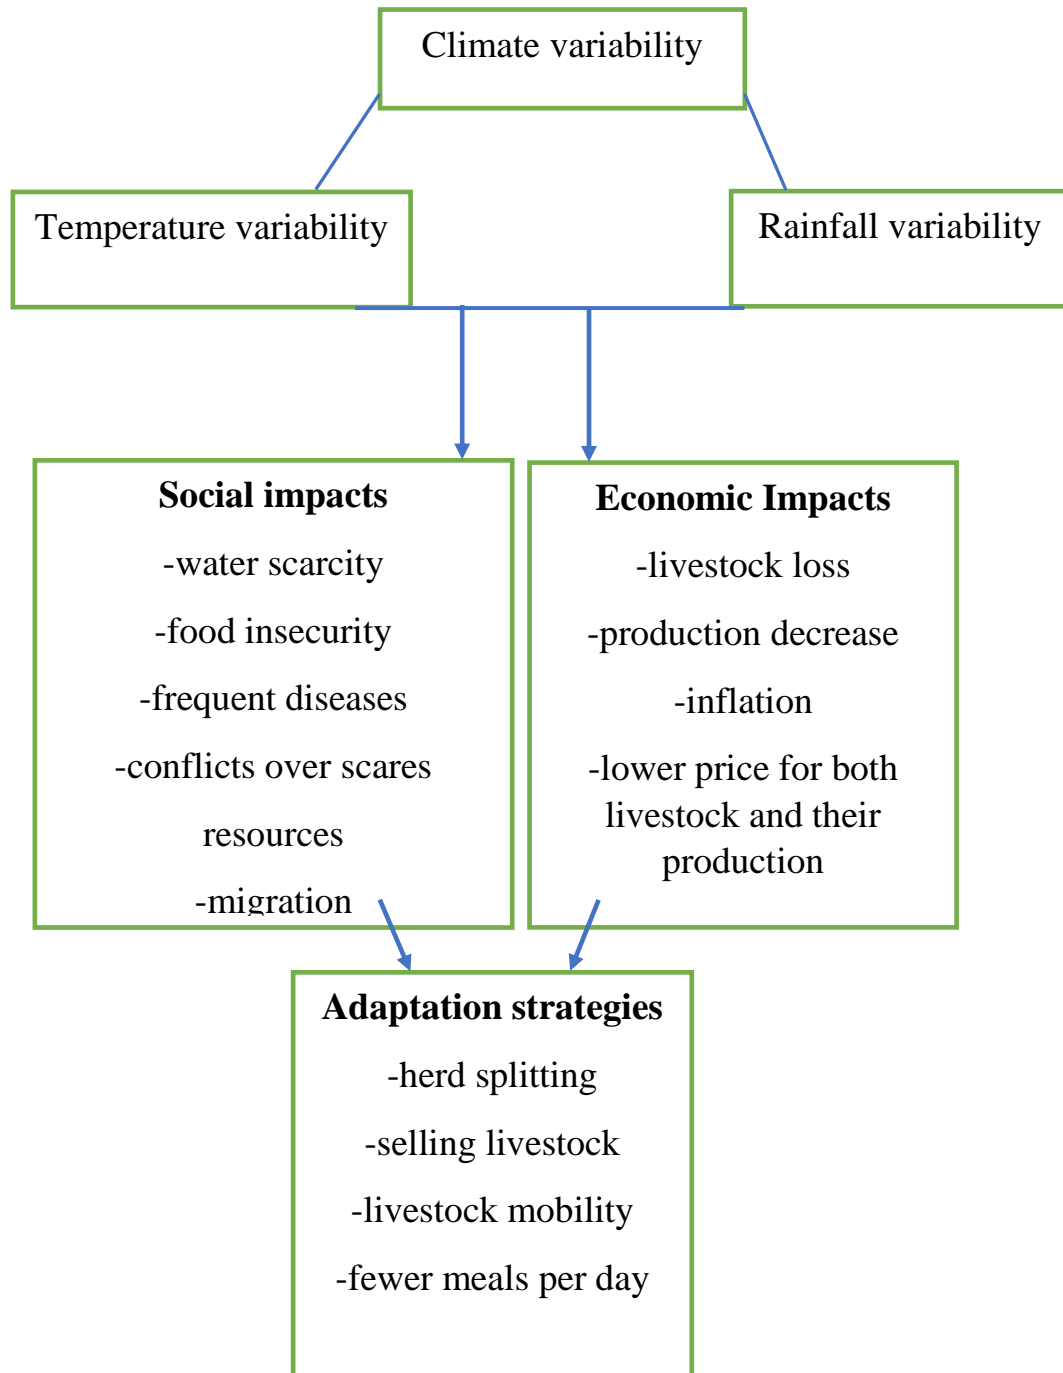 Climate variability
Temperature variability
Rainfall variability
Social impacts
-water scarcity
-food insecurity
-frequent diseases
-conflicts over scares
resources
-migration
Economic Impacts
-livestock loss
-production decrease
-inflation
-lower price for both
livestock and their
production
Adaptation strategies
-herd splitting
-selling livestock
-livestock mobility
-fewer meals per day